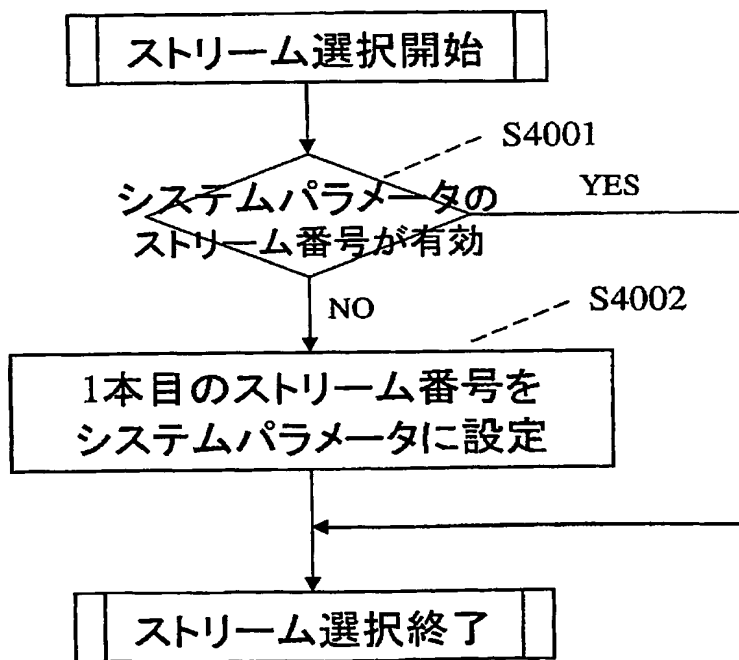 ストリーム選択開始
S4001
システムパラメータの
ストリーム番号が有効
YES
NO
S4002
1本目のストリーム番号を
システムパラメータに設定
ストリーム選択終了